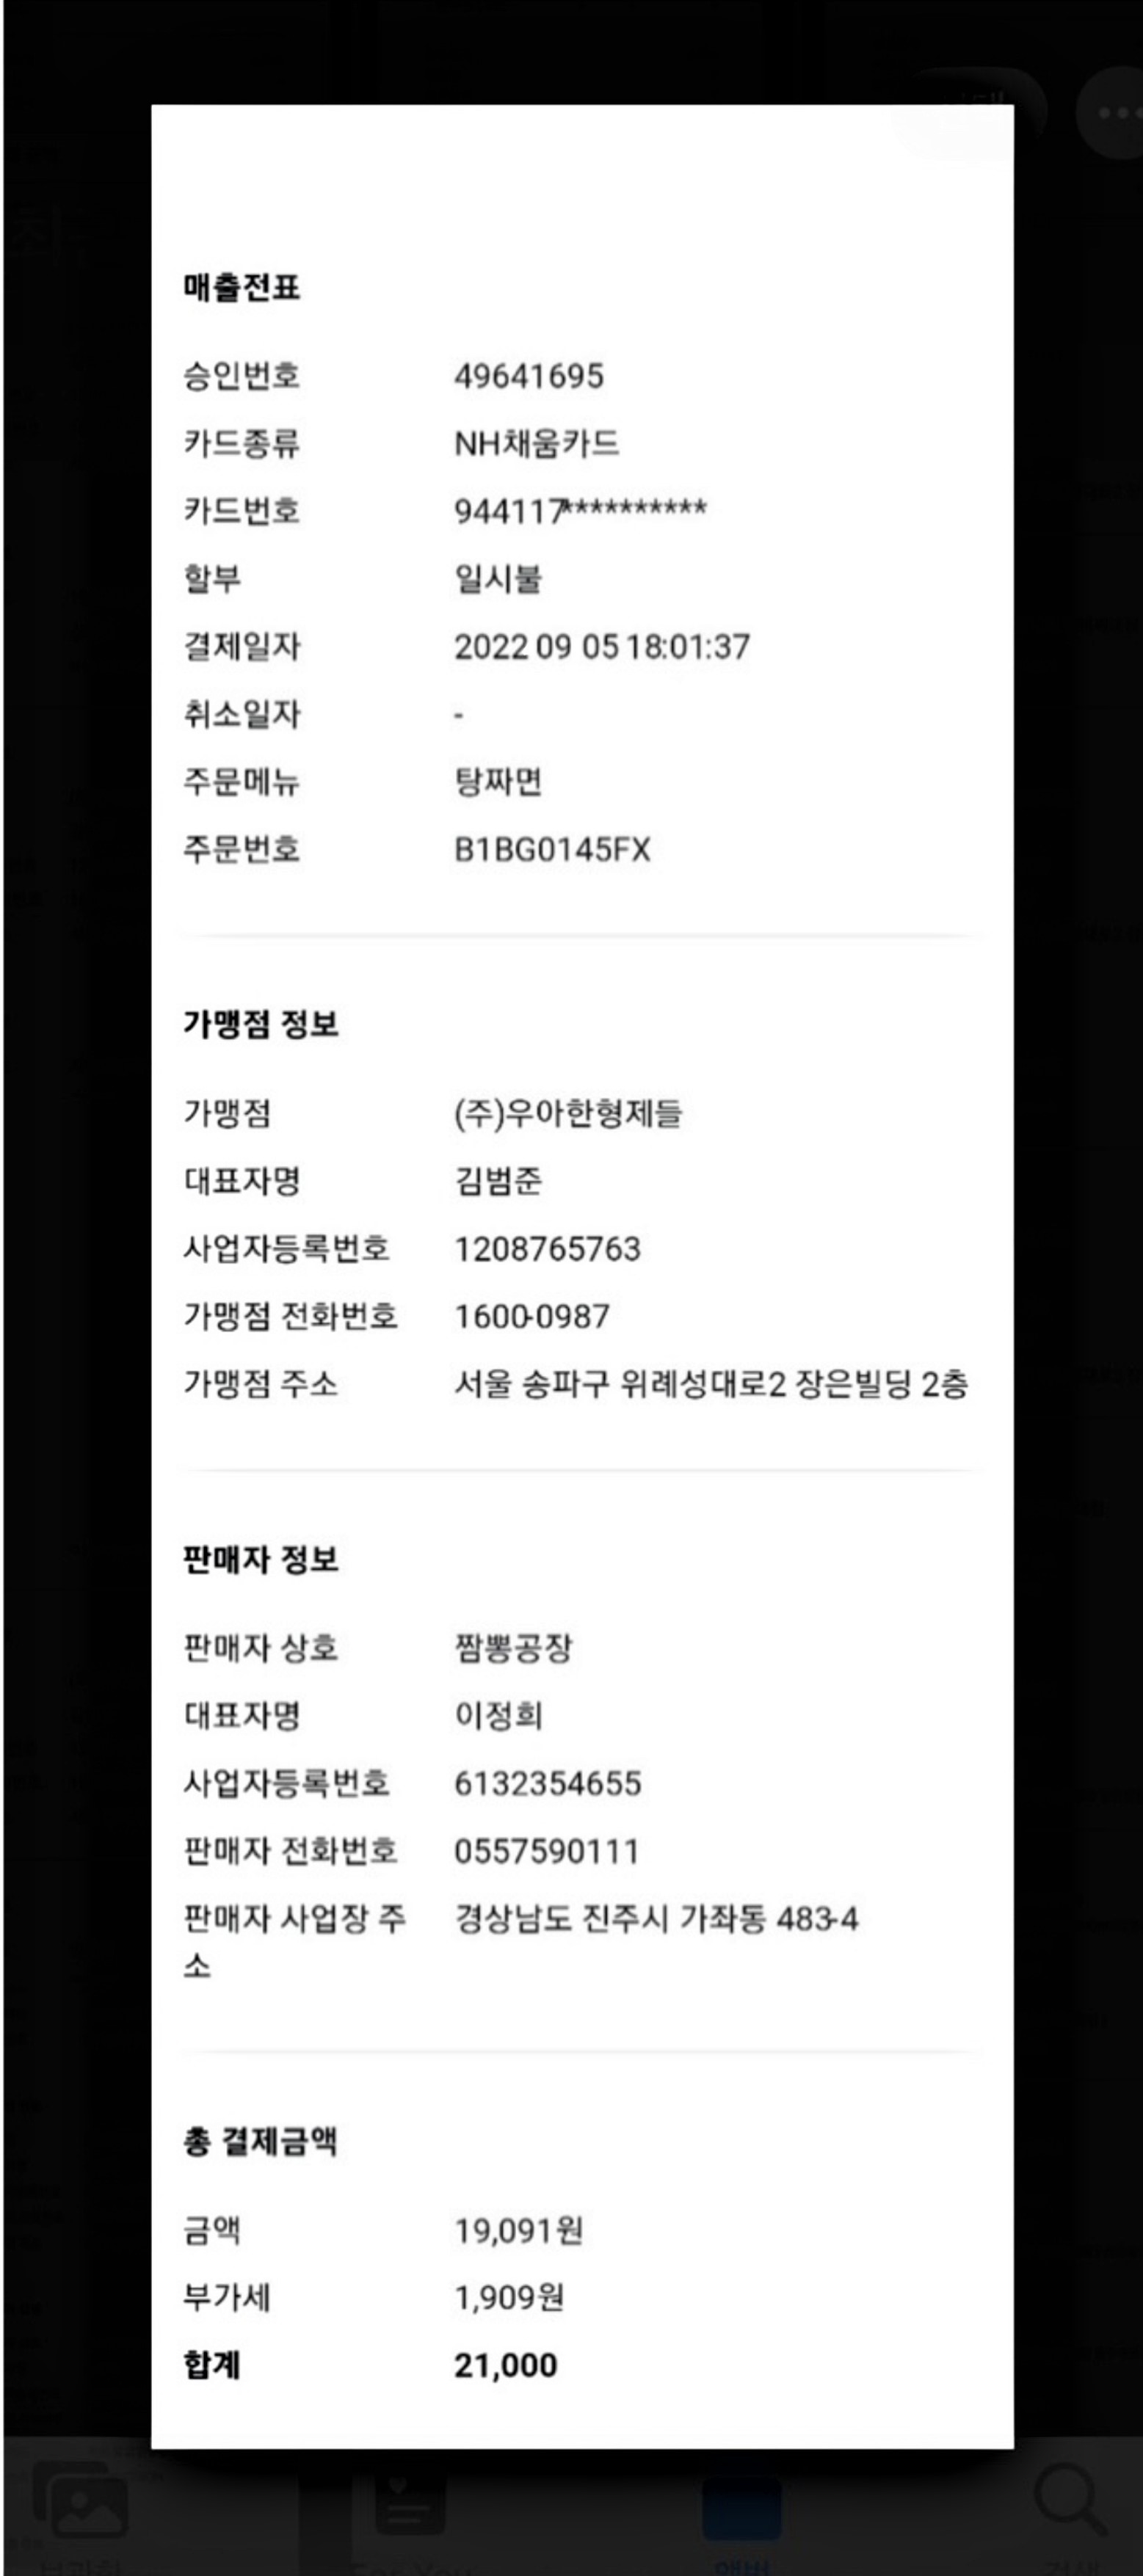 매출전표
승인번호 49641695
카드종류 NH채움카드
카드번호 944117**********
할부 일시불
결제일자 2022 09 05 18:01:37
취소일자 -
주문메뉴 탕짜면
주문번호 B1BG0145FX
가맹점 정보
가맹점 (주)우아한형제들
대표자명 김범준
사업자등록번호 1208765763
가맹점 전화번호 1600-0987
가맹점 주소 서울 송파구 위례성대로2 장은빌딩 2층
판매자 정보
판매자 상호 짬뽕공장
대표자명 이정희
사업자등록번호 6132354655
판매자 전화번호 0557590111
판매자 사업장 주 경상남도 진주시 가좌동 483-4
소
총 결제금액
금액 19,091원
부가세 1,909원
합계 21,000
보관함 For You 앨범 검색